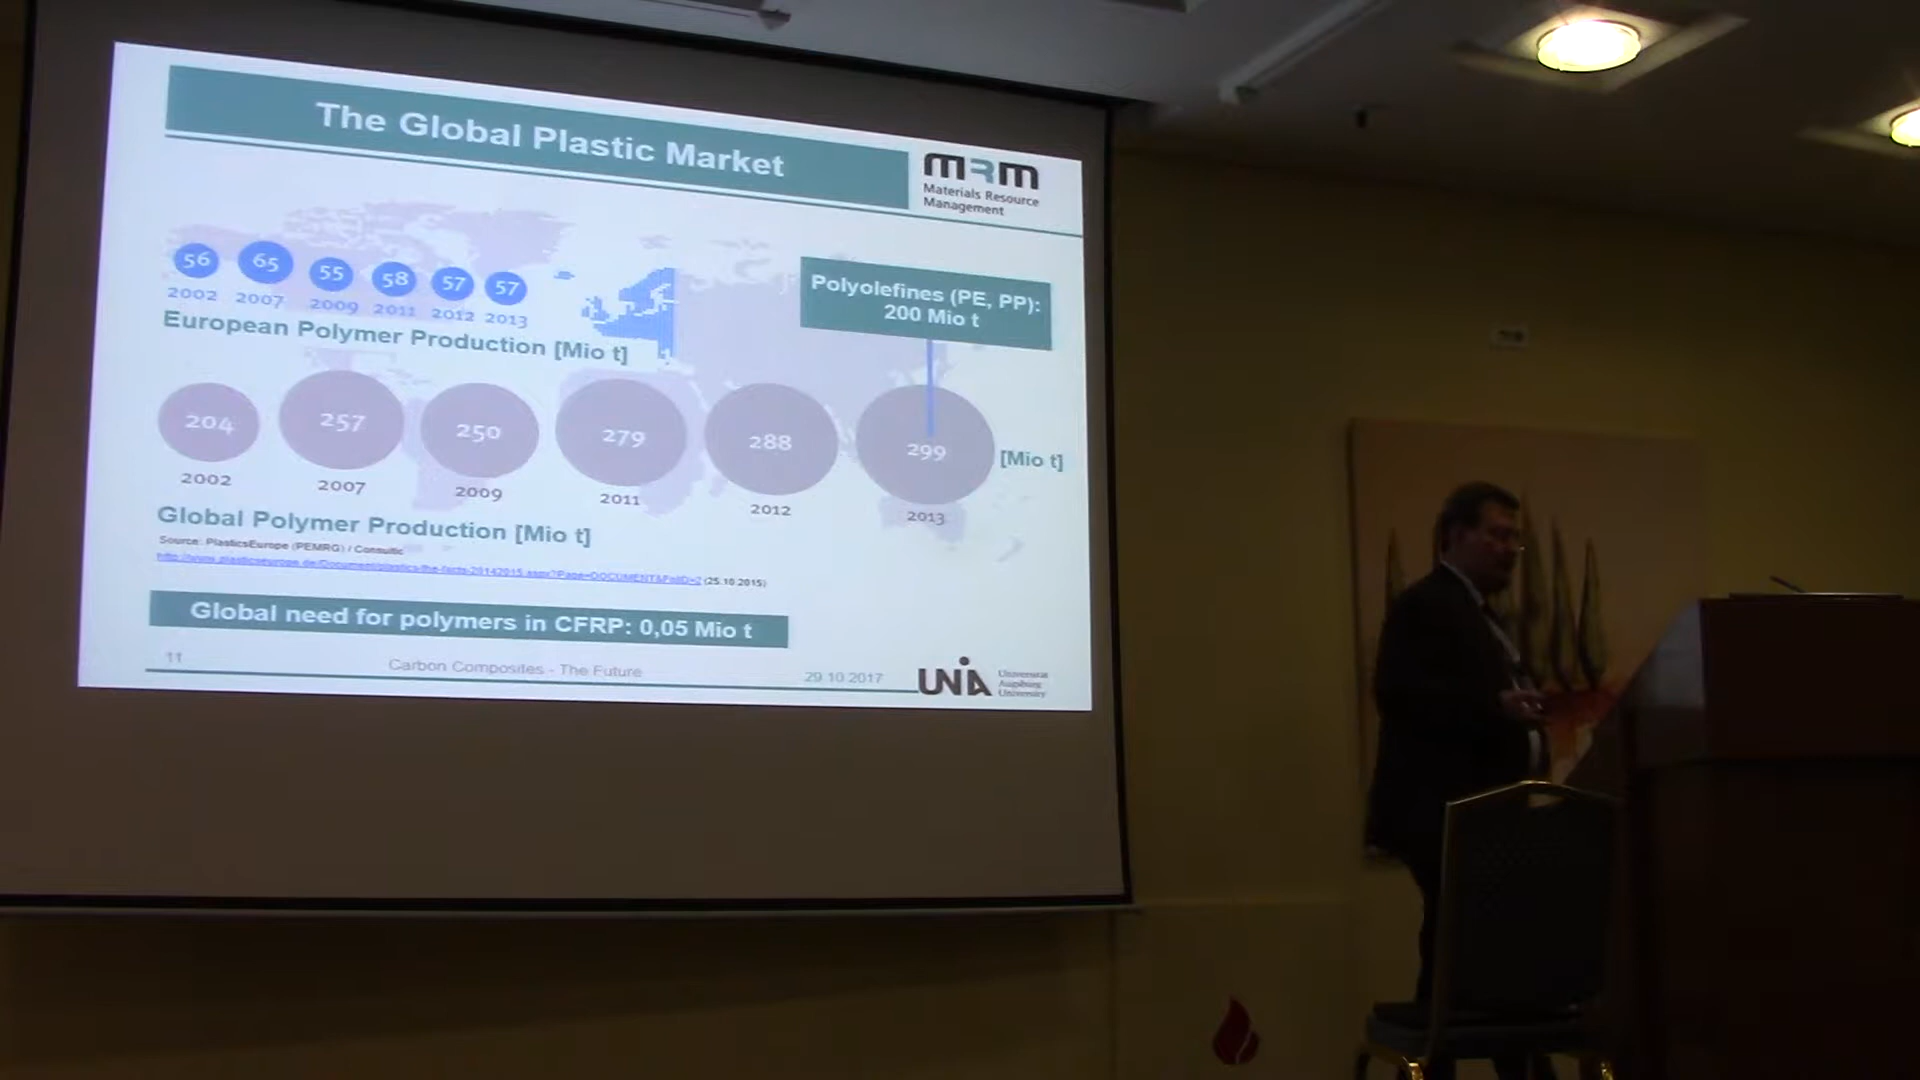 The Global Plastic Market
MRM
Materials Resource
Management
56 65 55 58 57 57
2002 2007 2009 2011 2012 2013
European Polymer Production [Mio t]
Polyolefines (PE, PP):
200 Mio t
204 257 250 279 288 299 [Mio t]
2002 2007 2009 2011 2012 2013
Global Polymer Production [Mio t]
Source: PlasticsEurope (PEMRG) / Consultic
(25.10.2015)
Global need for polymers in CFRP: 0,05 Mio t
11 Carbon Composites - The Future 29.10.2017
UNIA
Universität
Augsburg
University